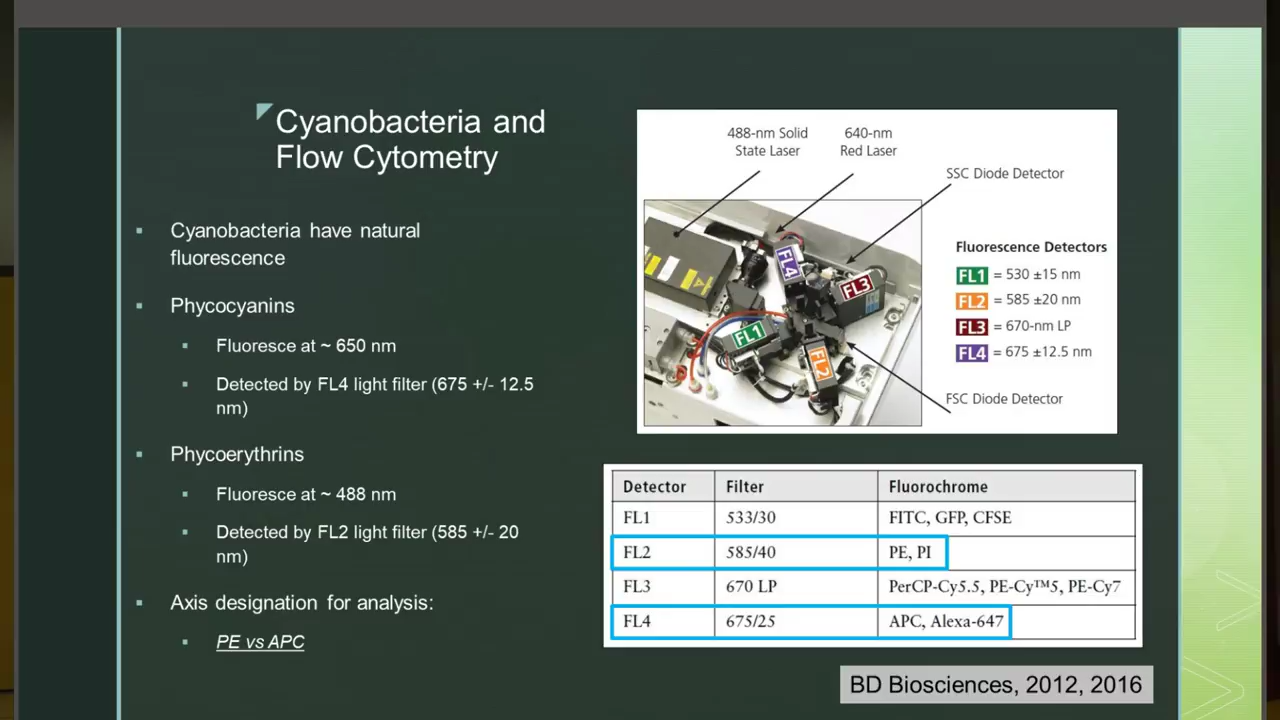 Cyanobacteria and
Flow Cytometry
▪ Cyanobacteria have natural
fluorescence
▪ Phycocyanins
▪ Fluoresce at ~ 650 nm
▪ Detected by FL4 light filter (675 +/- 12.5
nm)
▪ Phycoerythrins
▪ Fluoresce at ~ 488 nm
▪ Detected by FL2 light filter (585 +/- 20
nm)
▪ Axis designation for analysis:
▪ PE vs APC
488-nm Solid
State Laser
640-nm
Red Laser
SSC Diode Detector
FL4
FL3
FL1
FL2
Fluorescence Detectors
FL1 = 530 ±15 nm
FL2 = 585 ±20 nm
FL3 = 670-nm LP
FL4 = 675 ±12.5 nm
FSC Diode Detector
Detector Filter Fluorochrome
FL1 533/30 FITC, GFP, CFSE
FL2 585/40 PE, PI
FL3 670 LP PerCP-Cy5.5, PE-Cy™5, PE-Cy7
FL4 675/25 APC, Alexa-647
BD Biosciences, 2012, 2016